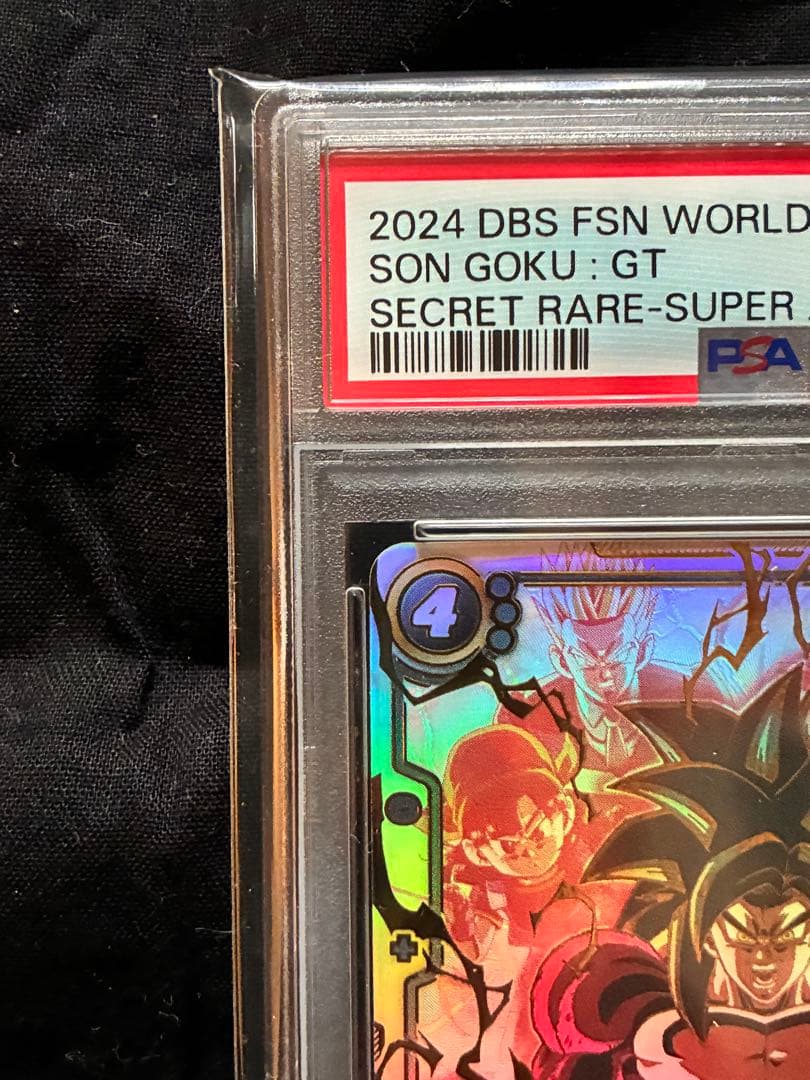 2024 DBS FSN WORLD
SON GOKU : GT
SECRET RARE-SUPER
PSA
4